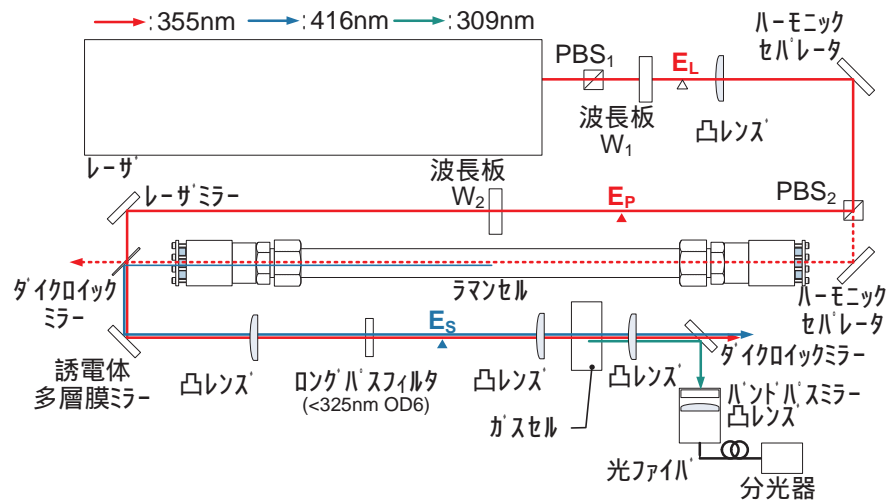 :355nm :416nm :309nm
ハーモニック
セパレータ
PBS₁
E_L
波長板
W₁
凸レンズ
レーザ
レーザミラー
波長板
W₂
E_P
PBS₂
ダイクロイック
ミラー
ラマンセル
ハーモニック
セパレータ
E_S
誘電体
多層膜ミラー
凸レンズ
ロングパスフィルタ
(<325nm OD6)
凸レンズ
ガスセル
凸レンズ
ダイクロイックミラー
バンドパスミラー
凸レンズ
光ファイバ
分光器